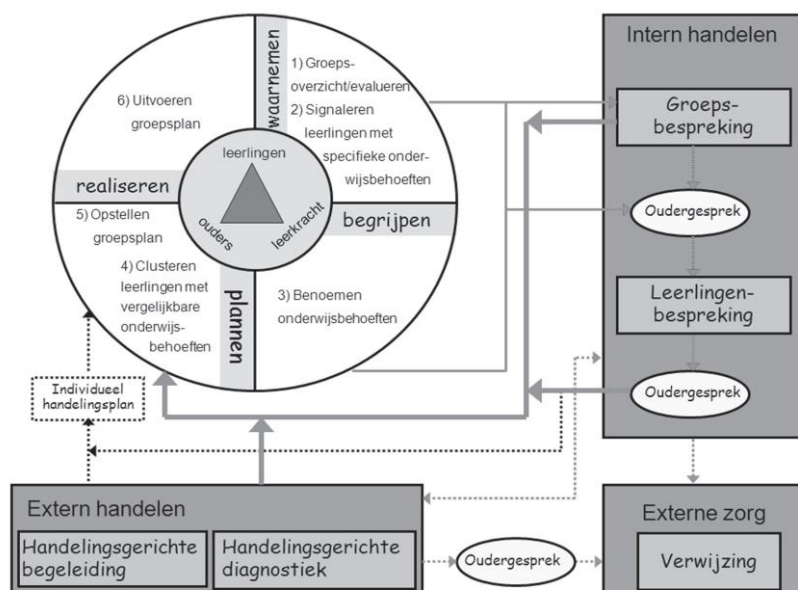 waarnemen
1) Groeps-
overzicht/evalueren
2) Signaleren
leerlingen met
specifieke onder-
wijsbehoeften
begrijpen
3) Benoemen
onderwijsbehoeften
plannen
4) Clusteren
leerlingen met
vergelijkbare
onderwijs-
behoeften
5) Opstellen
groepsplan
realiseren
6) Uitvoeren
groepsplan
leerlingen
ouders
leerkracht
Intern handelen
Groeps-
bespreking
Oudergesprek
Leerlingen-
bespreking
Oudergesprek
Individueel
handelingsplan
Extern handelen
Handelingsgerichte
begeleiding
Handelingsgerichte
diagnostiek
Oudergesprek
Externe zorg
Verwijzing